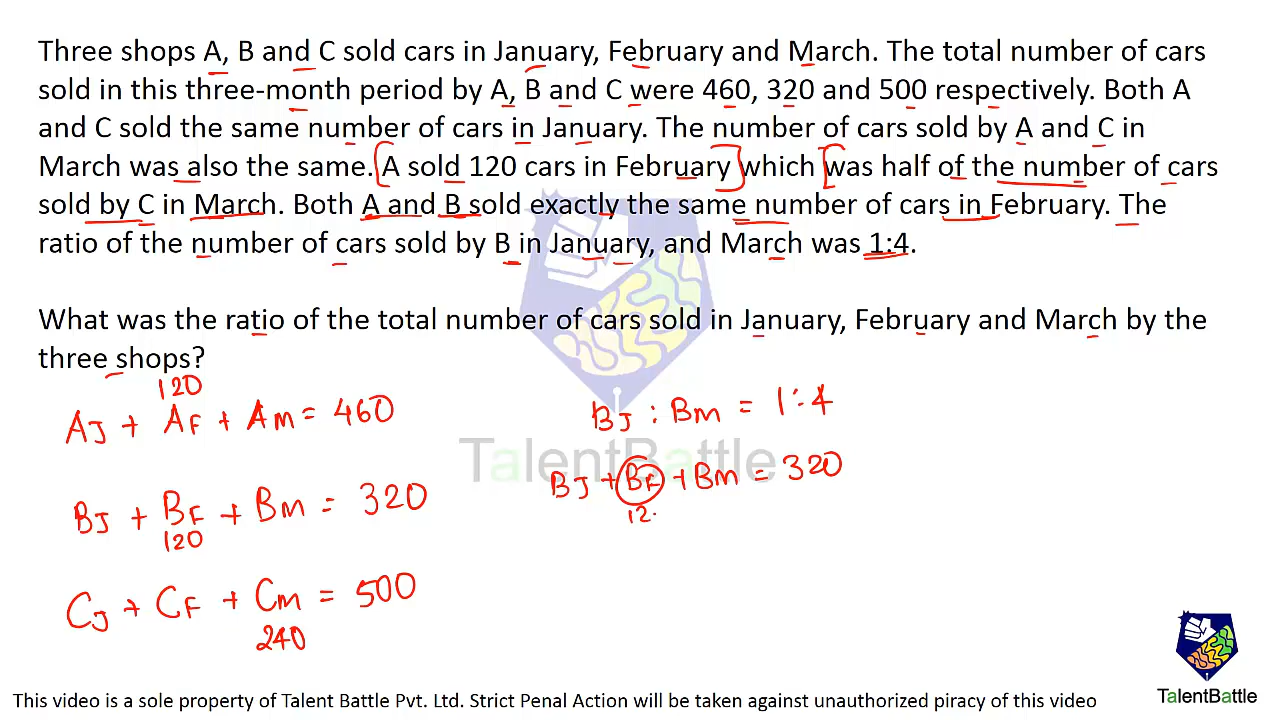 Three shops A, B and C sold cars in January, February and March. The total number of cars
sold in this three-month period by A, B and C were 460, 320 and 500 respectively. Both A
and C sold the same number of cars in January. The number of cars sold by A and C in
March was also the same. [A sold 120 cars in February] which [was half of the number of cars
sold by C in March. Both A and B sold exactly the same number of cars in February. The
ratio of the number of cars sold by B in January, and March was 1:4.
What was the ratio of the total number of cars sold in January, February and March by the
three shops?
120
AJ + AF + AM = 460
BJ + BF + BM = 320
120
CJ + CF + CM = 500
240
BJ : BM = 1:4
BJ + BF + BM = 320
12.
TalentBattle
TalentBattle
This video is a sole property of Talent Battle Pvt. Ltd. Strict Penal Action will be taken against unauthorized piracy of this video